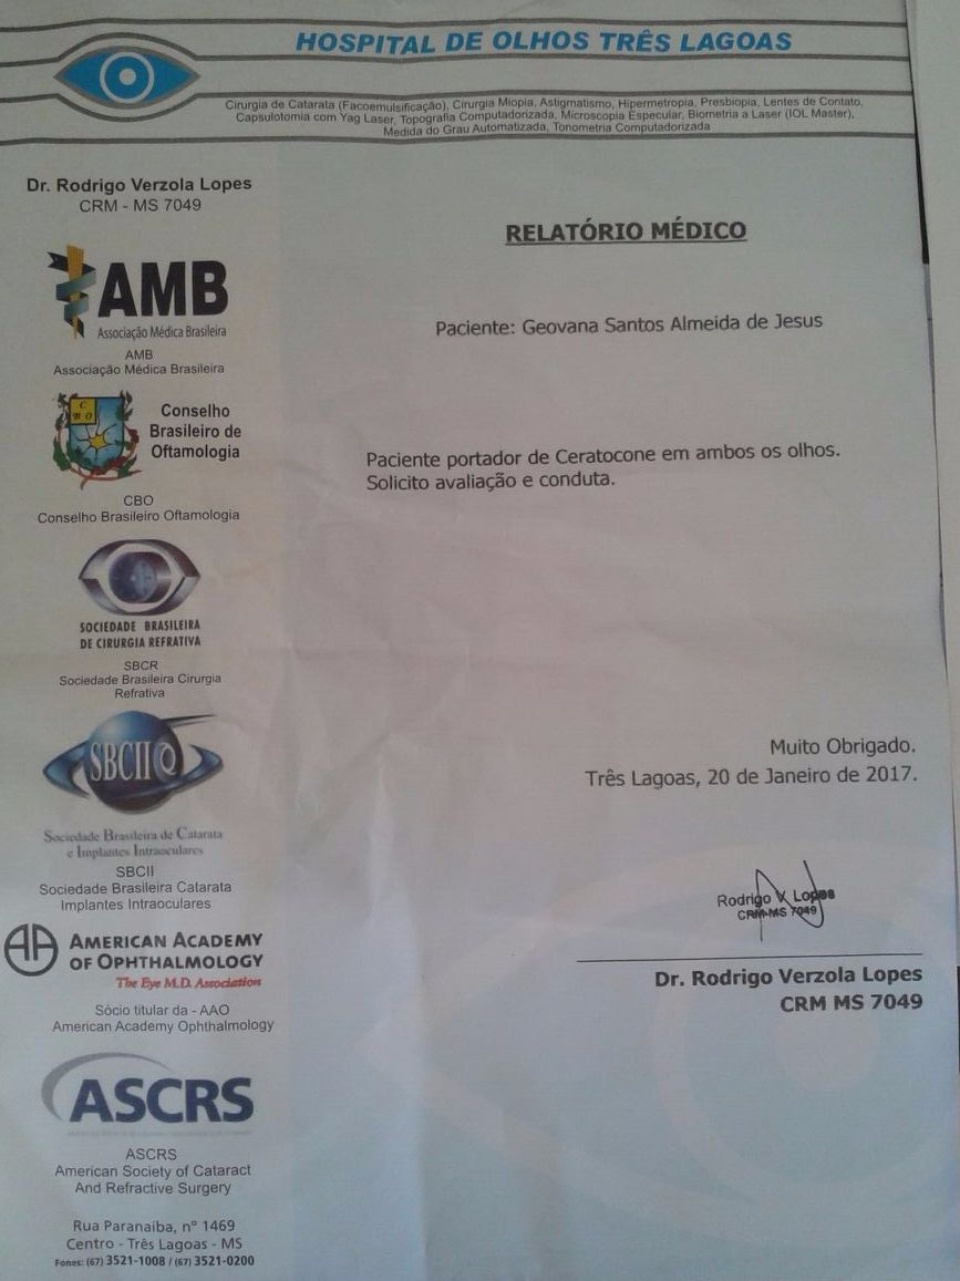 HOSPITAL DE OLHOS TRÊS LAGOAS
Cirurgia de Catarata (Facoemulsificação), Cirurgia Miopia, Astigmatismo, Hipermetropia, Presbiopia, Lentes de Contato,
Capsulotomia com Yag Laser, Topografia Computadorizada, Microscopia Especular, Biometria a Laser (IOL Master),
Medida do Grau Automatizada, Tonometria Computadorizada
Dr. Rodrigo Verzola Lopes
CRM - MS 7049
AMB
Associação Médica Brasileira
AMB
Associação Médica Brasileira
C
B O
Conselho
Brasileiro de
Oftamologia
CBO
Conselho Brasileiro Oftamologia
SOCIEDADE BRASILEIRA
DE CIRURGIA REFRATIVA
SBCR
Sociedade Brasileira Cirurgia
Refrativa
SBCII
Sociedade Brasileira de Catarata
e Implantes Intraoculares
SBCII
Sociedade Brasileira Catarata
Implantes Intraoculares
AMERICAN ACADEMY
OF OPHTHALMOLOGY
The Eye M.D. Association
Sócio titular da - AAO
American Academy Ophthalmology
ASCRS
ASCRS
American Society of Cataract
And Refractive Surgery
Rua Paranaíba, nº 1469
Centro - Três Lagoas - MS
Fones: (67) 3521-1008 / (67) 3521-0200
RELATÓRIO MÉDICO
Paciente: Geovana Santos Almeida de Jesus
Paciente portador de Ceratocone em ambos os olhos.
Solicito avaliação e conduta.
Muito Obrigado.
Três Lagoas, 20 de Janeiro de 2017.
Rodrigo V. Lopes
CRM-MS 7049
Dr. Rodrigo Verzola Lopes
CRM MS 7049